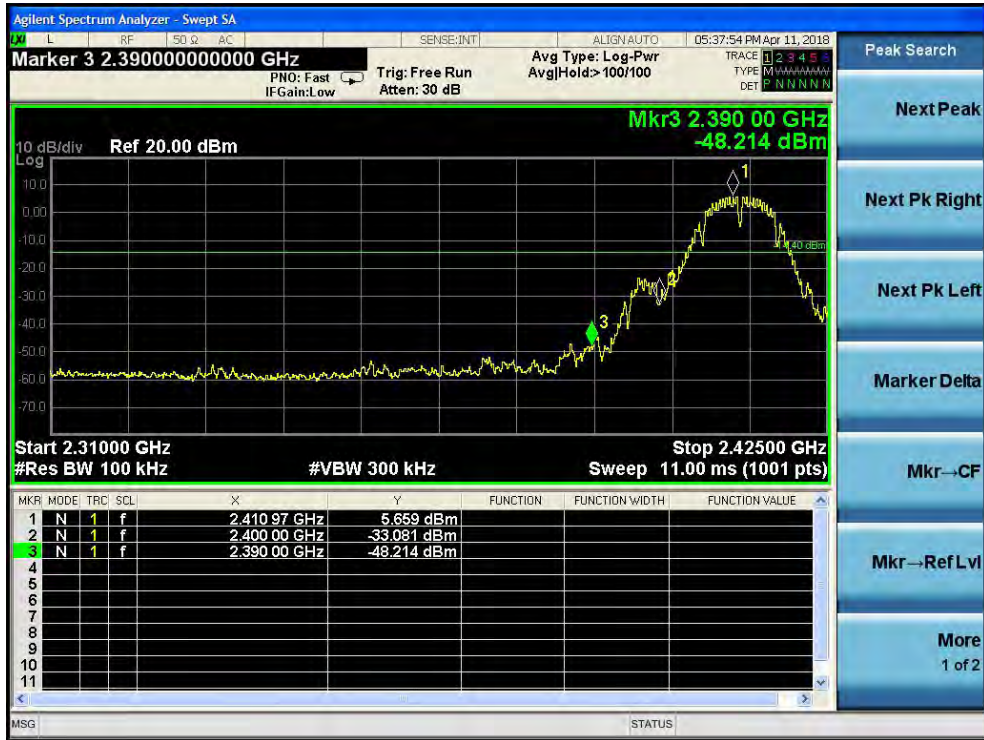 Agilent Spectrum Analyzer - Swept SA
LXI L RF 50 Ω AC SENSE:INT ALIGN AUTO 05:37:54 PM Apr 11, 2018
Marker 3 2.390000000000 GHz
PNO: Fast
IFGain:Low
Trig: Free Run
Atten: 30 dB
Avg Type: Log-Pwr
Avg|Hold:> 100/100
TRACE 1 2 3 4 5 6
TYPE M
DET P N N N N N
Mkr3 2.390 00 GHz
-48.214 dBm
10 dB/div Ref 20.00 dBm
Log
10.0
0.00
-10.0
-20.0
-30.0
-40.0
-50.0
-60.0
-70.0
1
2
3
Start 2.31000 GHz
Stop 2.42500 GHz
#Res BW 100 kHz
#VBW 300 kHz
Sweep 11.00 ms (1001 pts)
MKR MODE TRC SCL X Y FUNCTION FUNCTION WIDTH FUNCTION VALUE
1 N 1 f 2.410 97 GHz 5.659 dBm
2 N 1 f 2.400 00 GHz -33.081 dBm
3 N 1 f 2.390 00 GHz -48.214 dBm
4
5
6
7
8
9
10
11
MSG
STATUS
Peak Search
Next Peak
Next Pk Right
Next Pk Left
Marker Delta
Mkr→CF
Mkr→Ref Lvl
More
1 of 2